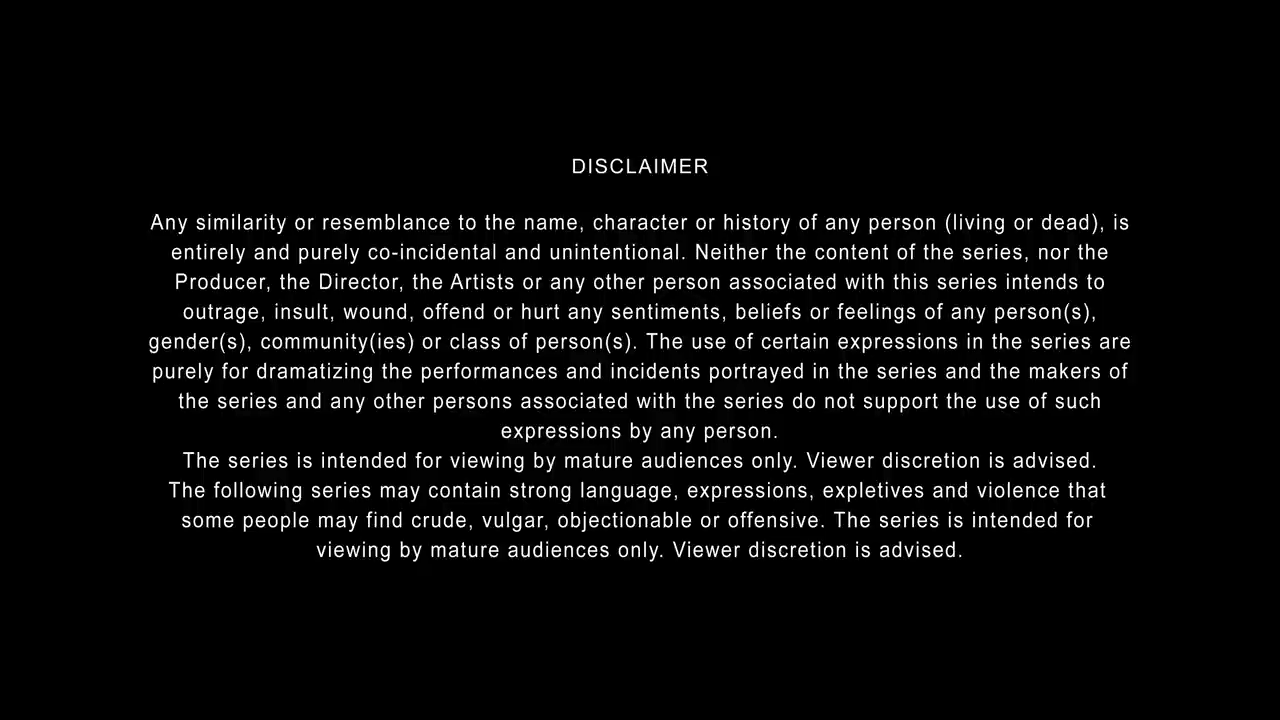 DISCLAIMER
Any similarity or resemblance to the name, character or history of any person (living or dead), is
entirely and purely co-incidental and unintentional. Neither the content of the series, nor the
Producer, the Director, the Artists or any other person associated with this series intends to
outrage, insult, wound, offend or hurt any sentiments, beliefs or feelings of any person(s),
gender(s), community(ies) or class of person(s). The use of certain expressions in the series are
purely for dramatizing the performances and incidents portrayed in the series and the makers of
the series and any other persons associated with the series do not support the use of such
expressions by any person.
The series is intended for viewing by mature audiences only. Viewer discretion is advised.
The following series may contain strong language, expressions, expletives and violence that
some people may find crude, vulgar, objectionable or offensive. The series is intended for
viewing by mature audiences only. Viewer discretion is advised.